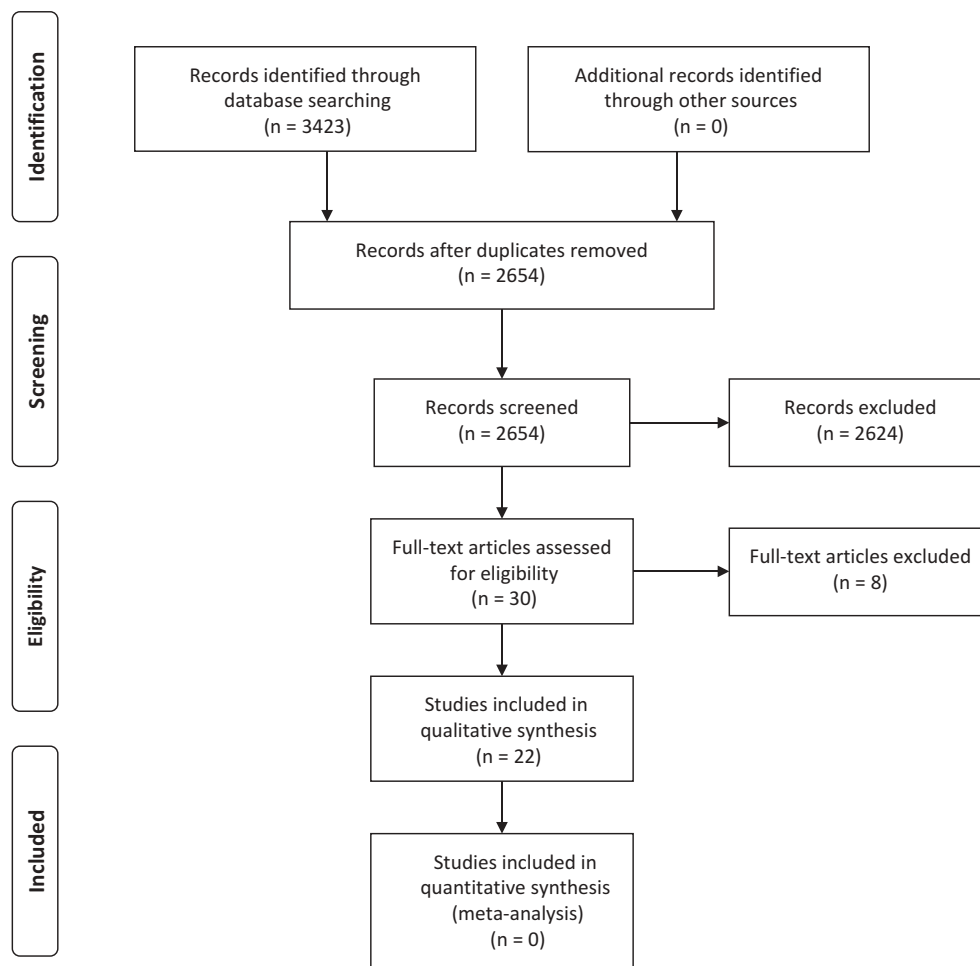 Identification
Records identified through
database searching
(n = 3423)
Additional records identified
through other sources
(n = 0)
Records after duplicates removed
(n = 2654)
Screening
Records screened
(n = 2654)
Records excluded
(n = 2624)
Eligibility
Full-text articles assessed
for eligibility
(n = 30)
Full-text articles excluded
(n = 8)
Studies included in
qualitative synthesis
(n = 22)
Included
Studies included in
quantitative synthesis
(meta-analysis)
(n = 0)